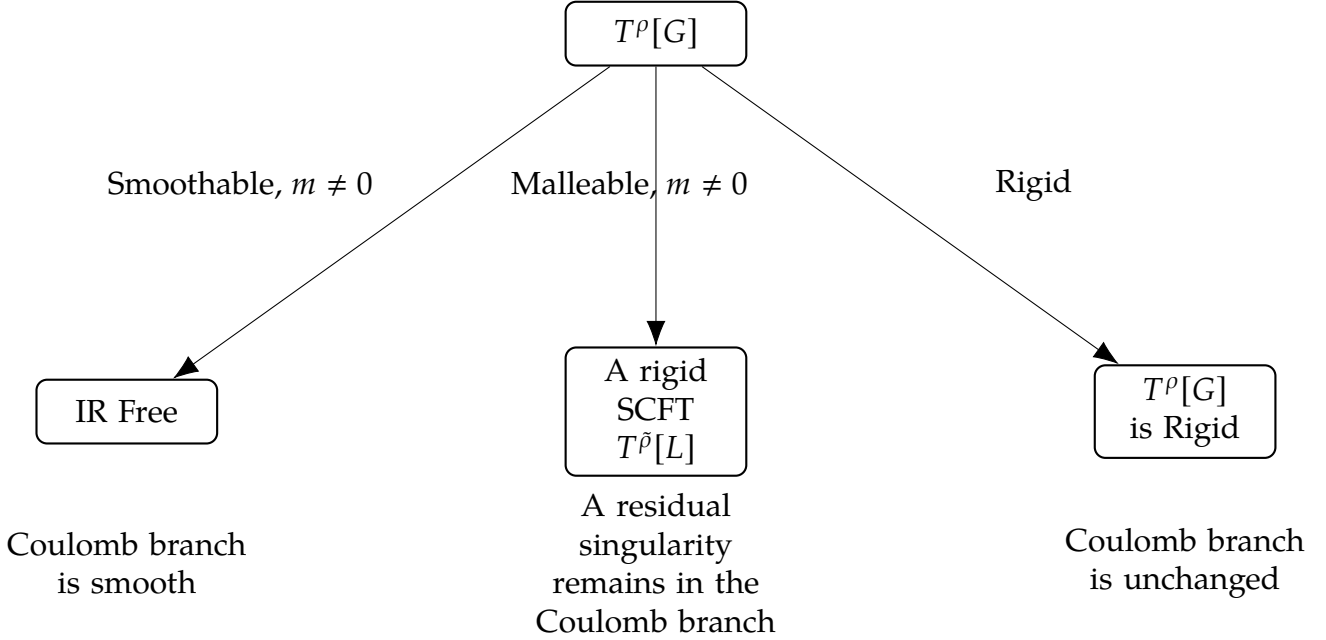 T^ρ[G]
Smoothable, m ≠ 0
Malleable, m ≠ 0
Rigid
IR Free
A rigid
SCFT
T^ρ̃[L]
T^ρ[G]
is Rigid
Coulomb branch
is smooth
A residual
singularity
remains in the
Coulomb branch
Coulomb branch
is unchanged